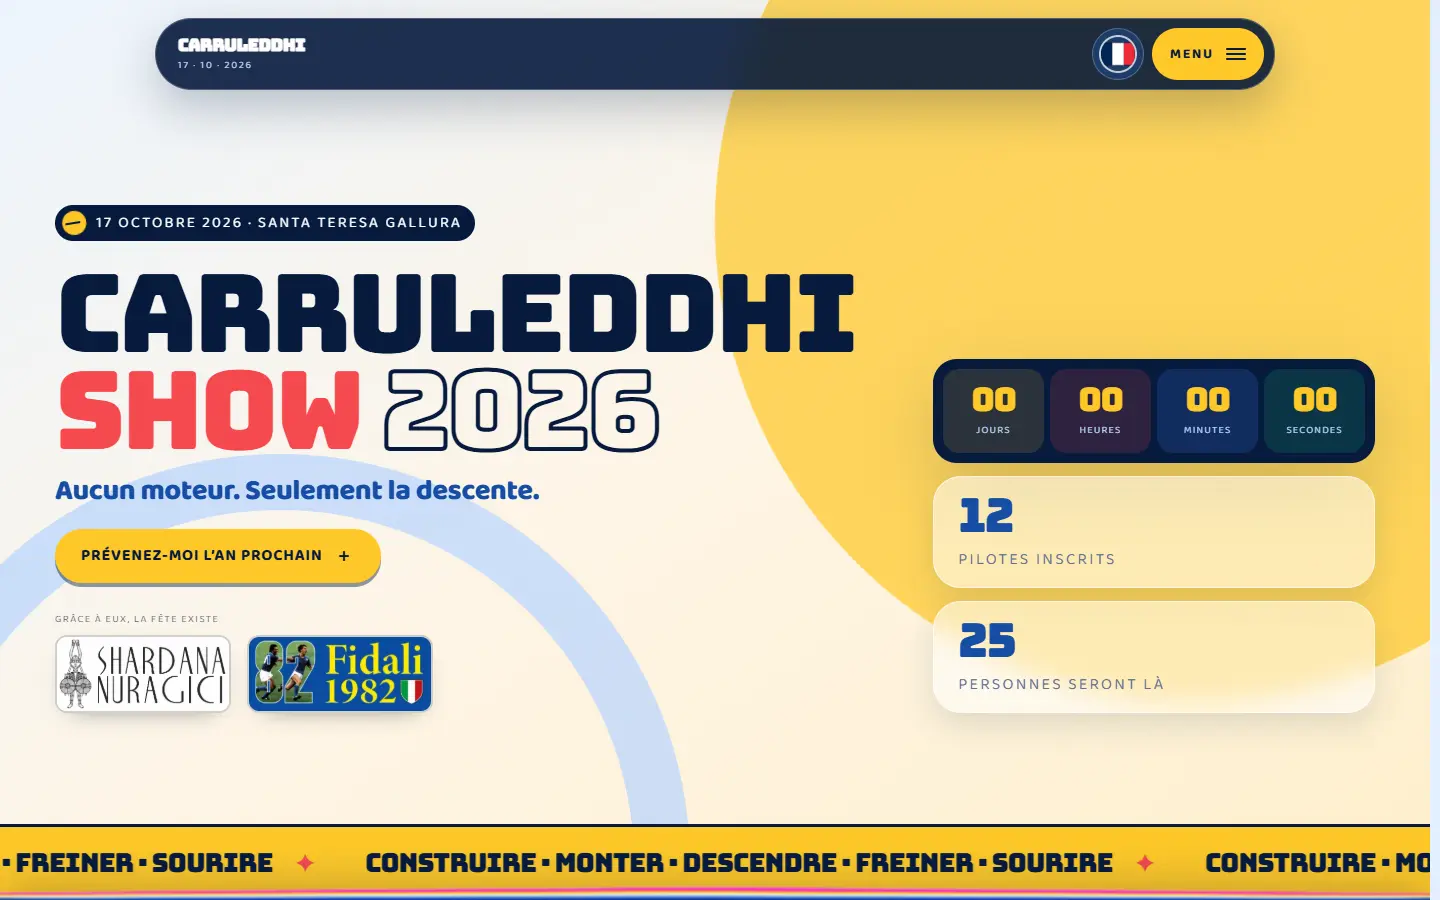 CARRULEDDHI
17 · 10 · 2026
MENU
17 OCTOBRE 2026 · SANTA TERESA GALLURA
CARRULEDDHI
SHOW 2026
Aucun moteur. Seulement la descente.
PRÉVENEZ-MOI L'AN PROCHAIN +
GRÂCE À EUX, LA FÊTE EXISTE
SHARDANA
NURAGICI
82 Fidali
1982
00 00 00 00
JOURS HEURES MINUTES SECONDES
12
PILOTES INSCRITS
25
PERSONNES SERONT LÀ
· FREINER · SOURIRE ✦ CONSTRUIRE · MONTER · DESCENDRE · FREINER · SOURIRE ✦ CONSTRUIRE · MO